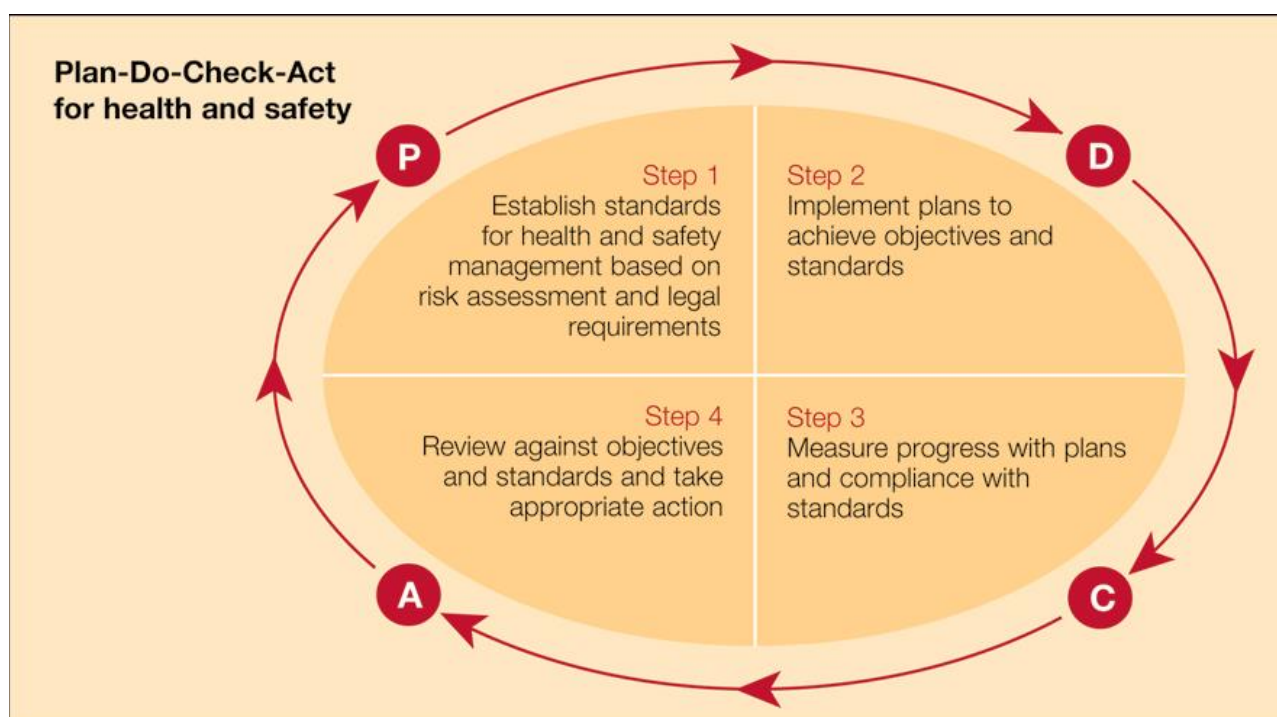 Plan-Do-Check-Act
for health and safety
P
D
Step 1
Establish standards
for health and safety
management based on
risk assessment and legal
requirements
Step 2
Implement plans to
achieve objectives and
standards
Step 4
Review against objectives
and standards and take
appropriate action
Step 3
Measure progress with plans
and compliance with
standards
A
C